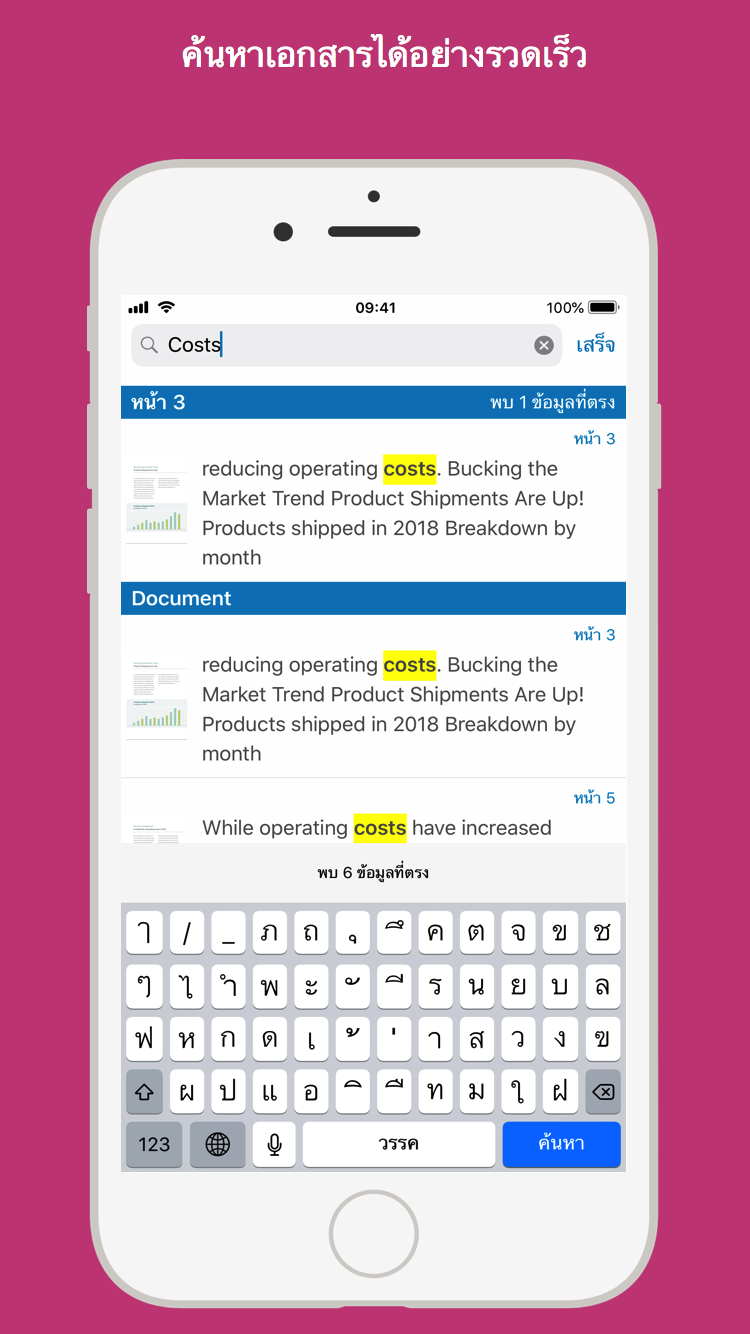 ค้นหาเอกสารได้อย่างรวดเร็ว
09:41
100%
Costs
เสร็จ
หน้า 3
พบ 1 ข้อมูลที่ตรง
หน้า 3
reducing operating costs. Bucking the
Market Trend Product Shipments Are Up!
Products shipped in 2018 Breakdown by
month
Document
หน้า 3
reducing operating costs. Bucking the
Market Trend Product Shipments Are Up!
Products shipped in 2018 Breakdown by
month
หน้า 5
While operating costs have increased
พบ 6 ข้อมูลที่ตรง
ๅ / _ ภ ถ ุ ึ ค ต จ ข ช
ๆ ไ ำ พ ะ ั ี ร น ย บ ล
ฟ ห ก ด เ ้ ่ า ส ว ง ฃ
ผ ป แ อ ิ ื ท ม ใ ฝ
123 วรรค ค้นหา